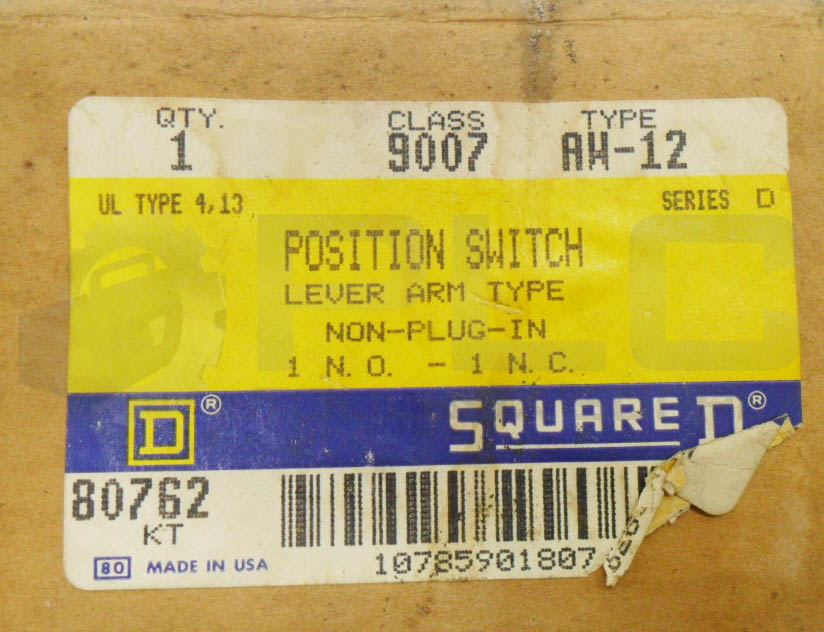 QTY. CLASS TYPE
1 9007 AW-12
UL TYPE 4,13 SERIES D
POSITION SWITCH
LEVER ARM TYPE
NON-PLUG-IN
1 N.O. - 1 N.C.
D® SQUARE D®
80762
KT
80 MADE IN USA
10785901807
PLC